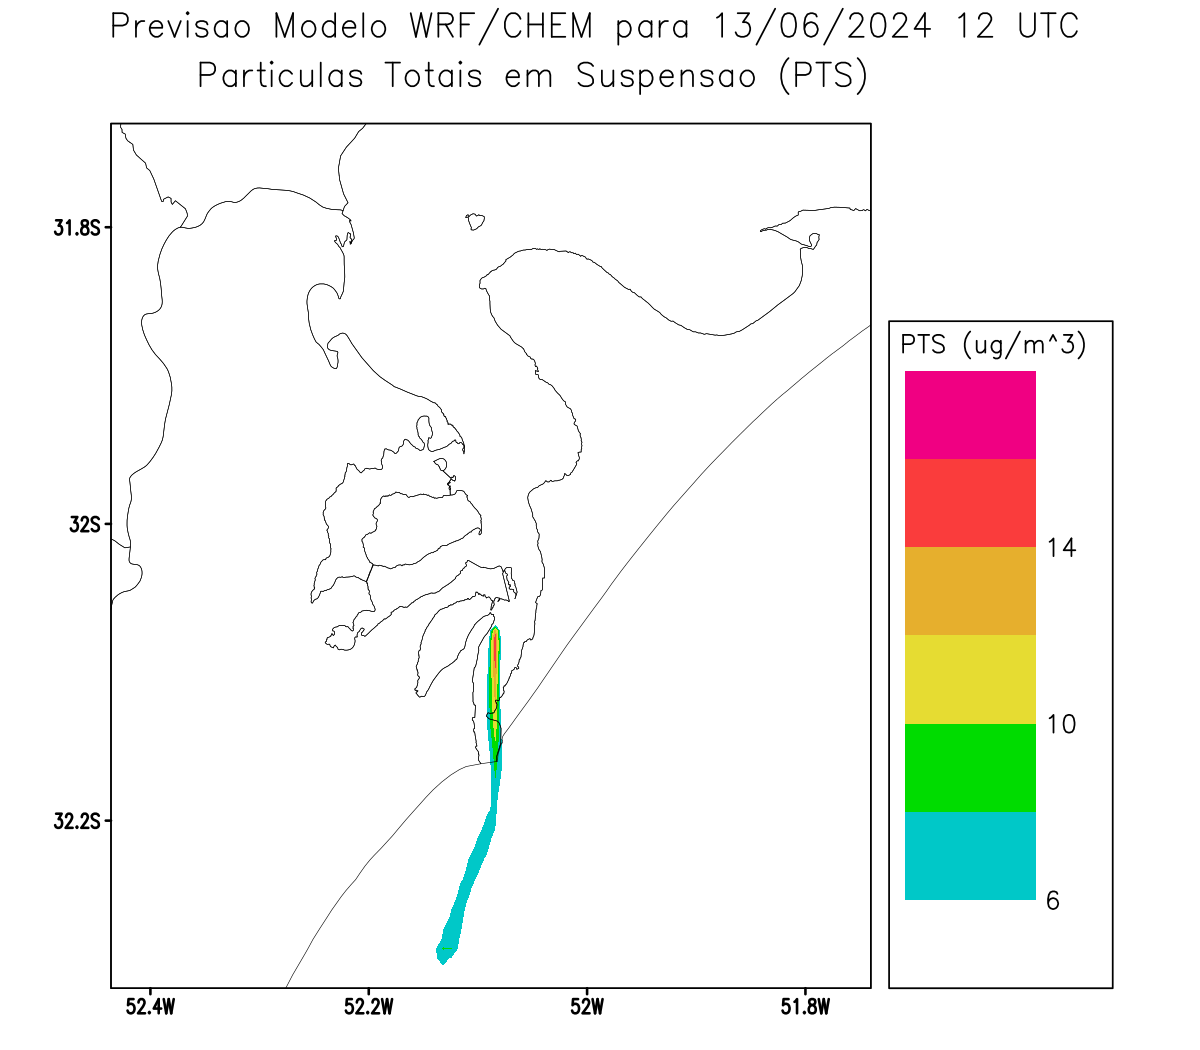 Previsao Modelo WRF/CHEM para 13/06/2024 12 UTC
Particulas Totais em Suspensao (PTS)
31.8S
32S
32.2S
52.4W
52.2W
52W
51.8W
PTS (ug/m^3)
14
10
6